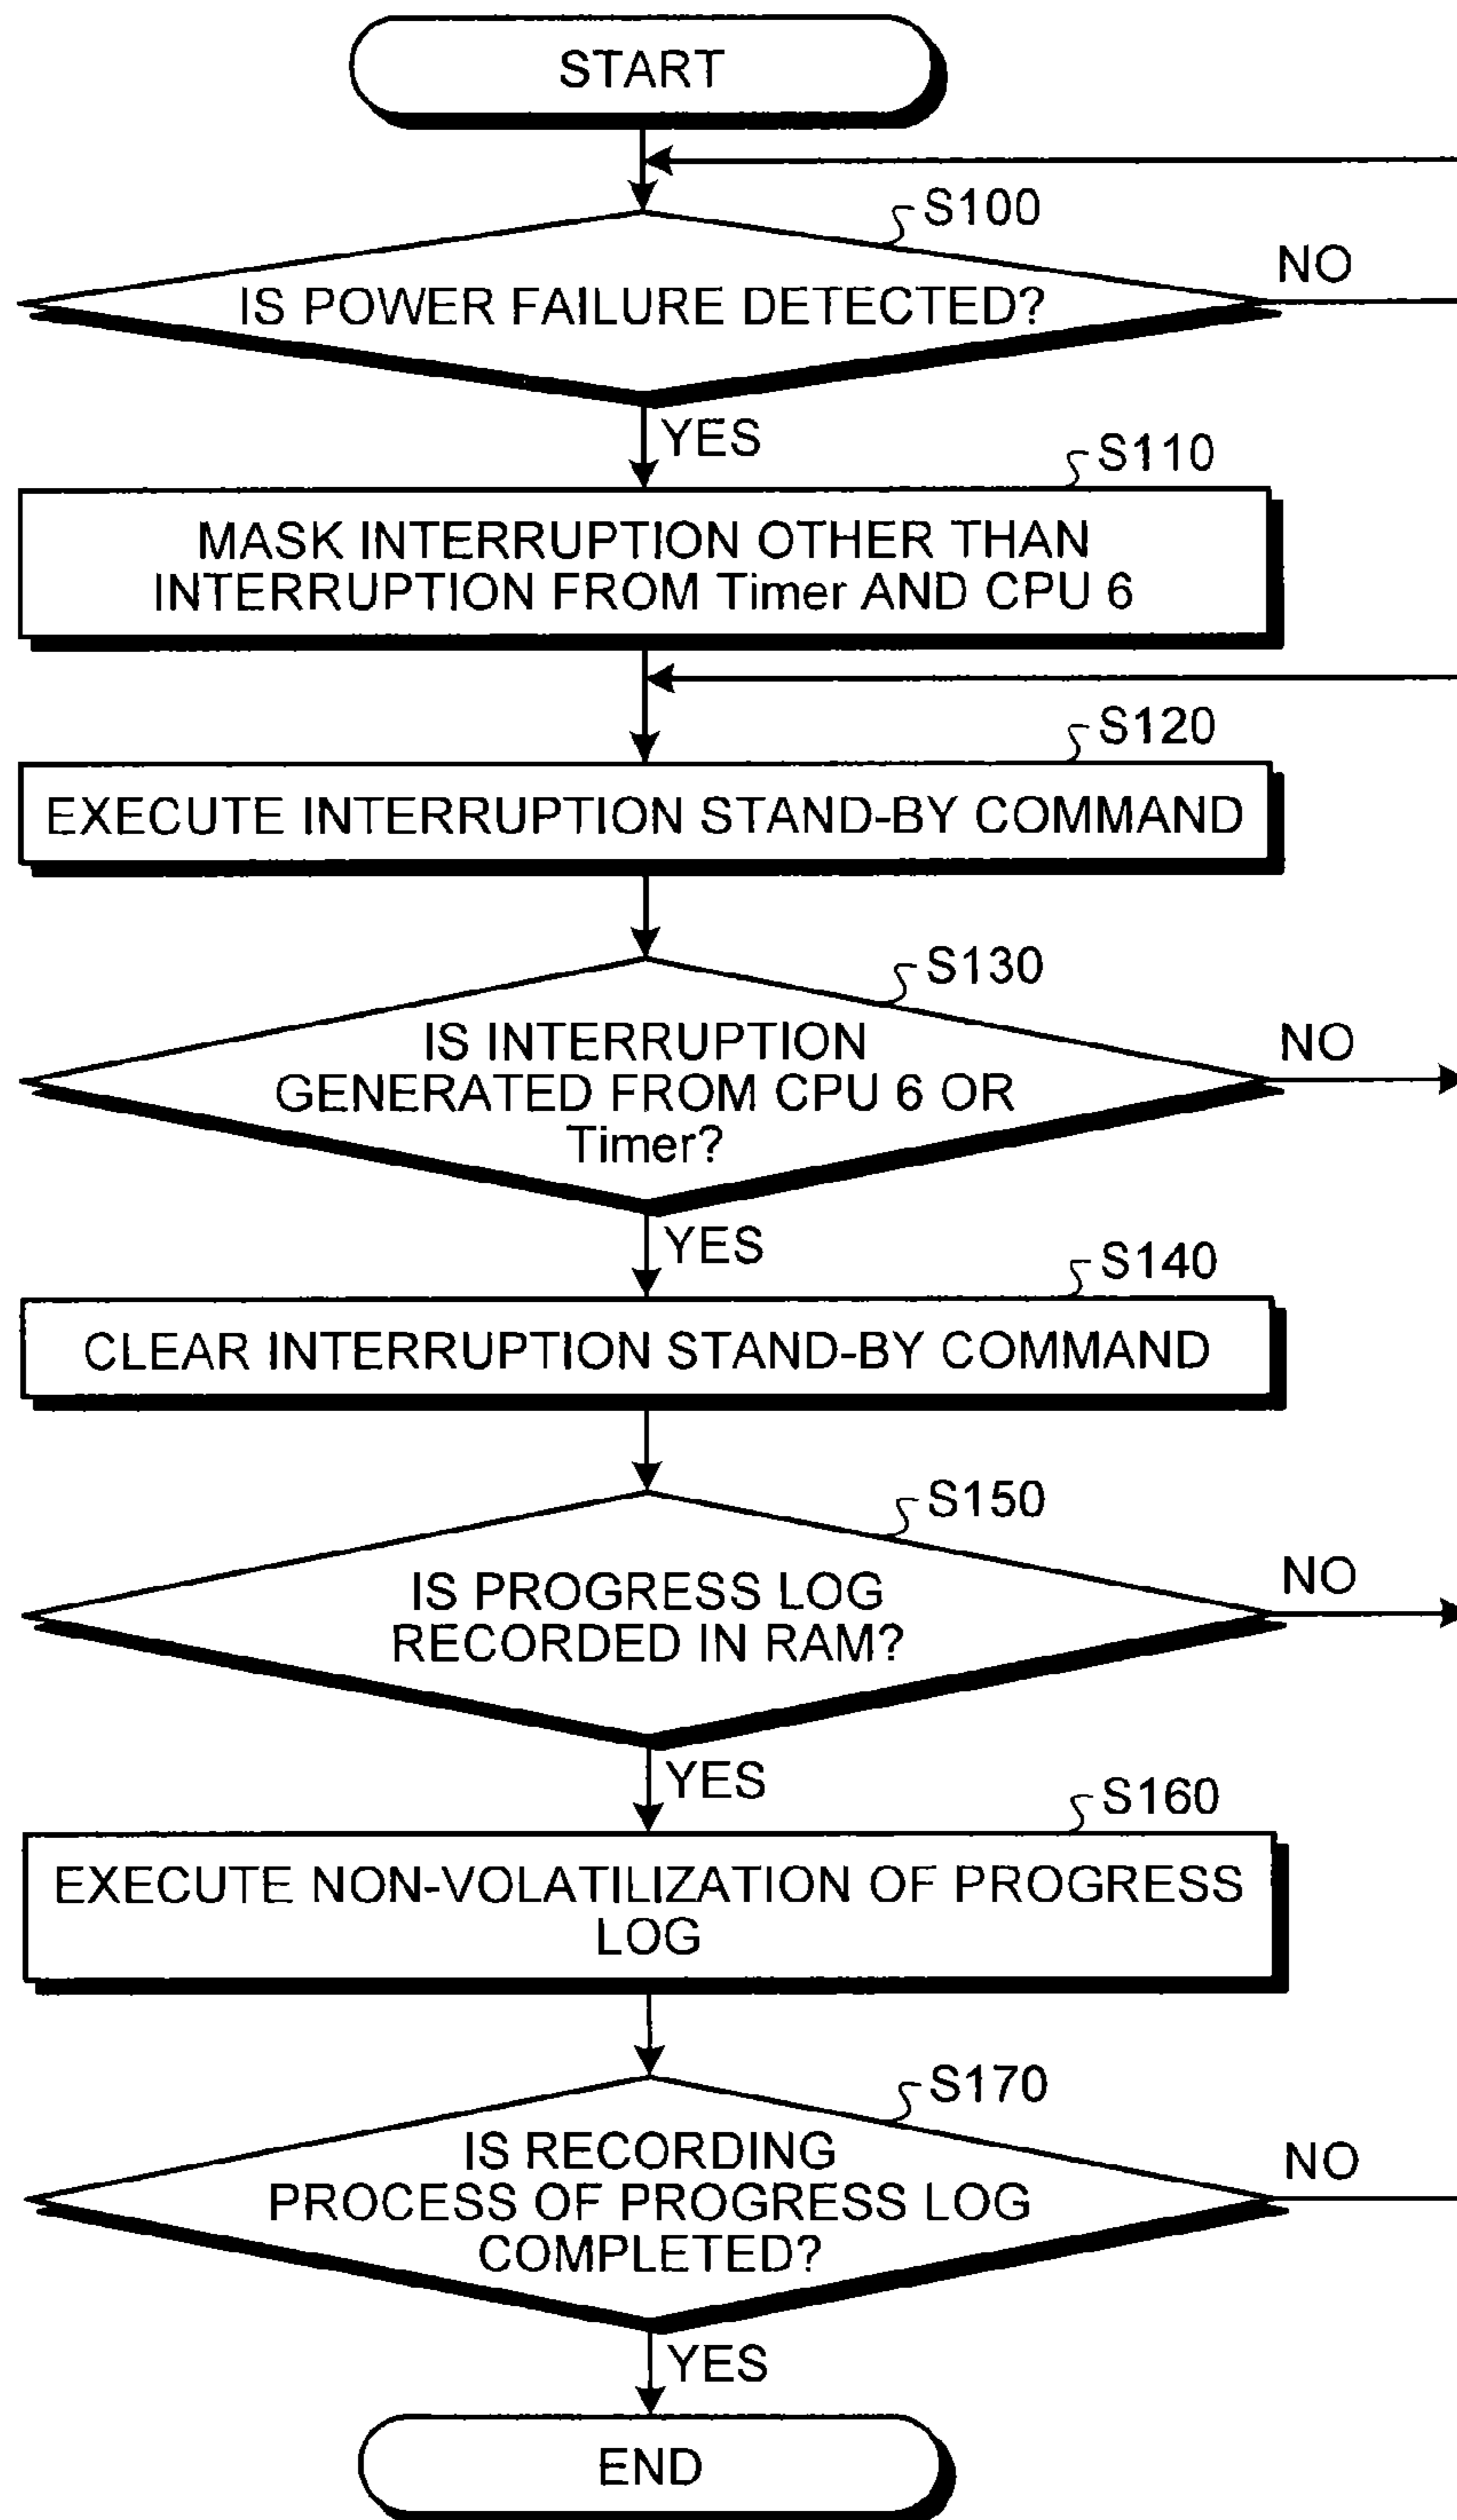 START
S100
NO
IS POWER FAILURE DETECTED?
YES
S110
MASK INTERRUPTION OTHER THAN
INTERRUPTION FROM Timer AND CPU 6
S120
EXECUTE INTERRUPTION STAND-BY COMMAND
S130
NO
IS INTERRUPTION
GENERATED FROM CPU 6 OR
Timer?
YES
S140
CLEAR INTERRUPTION STAND-BY COMMAND
S150
NO
IS PROGRESS LOG
RECORDED IN RAM?
YES
S160
EXECUTE NON-VOLATILIZATION OF PROGRESS
LOG
S170
NO
IS RECORDING
PROCESS OF PROGRESS LOG
COMPLETED?
YES
END